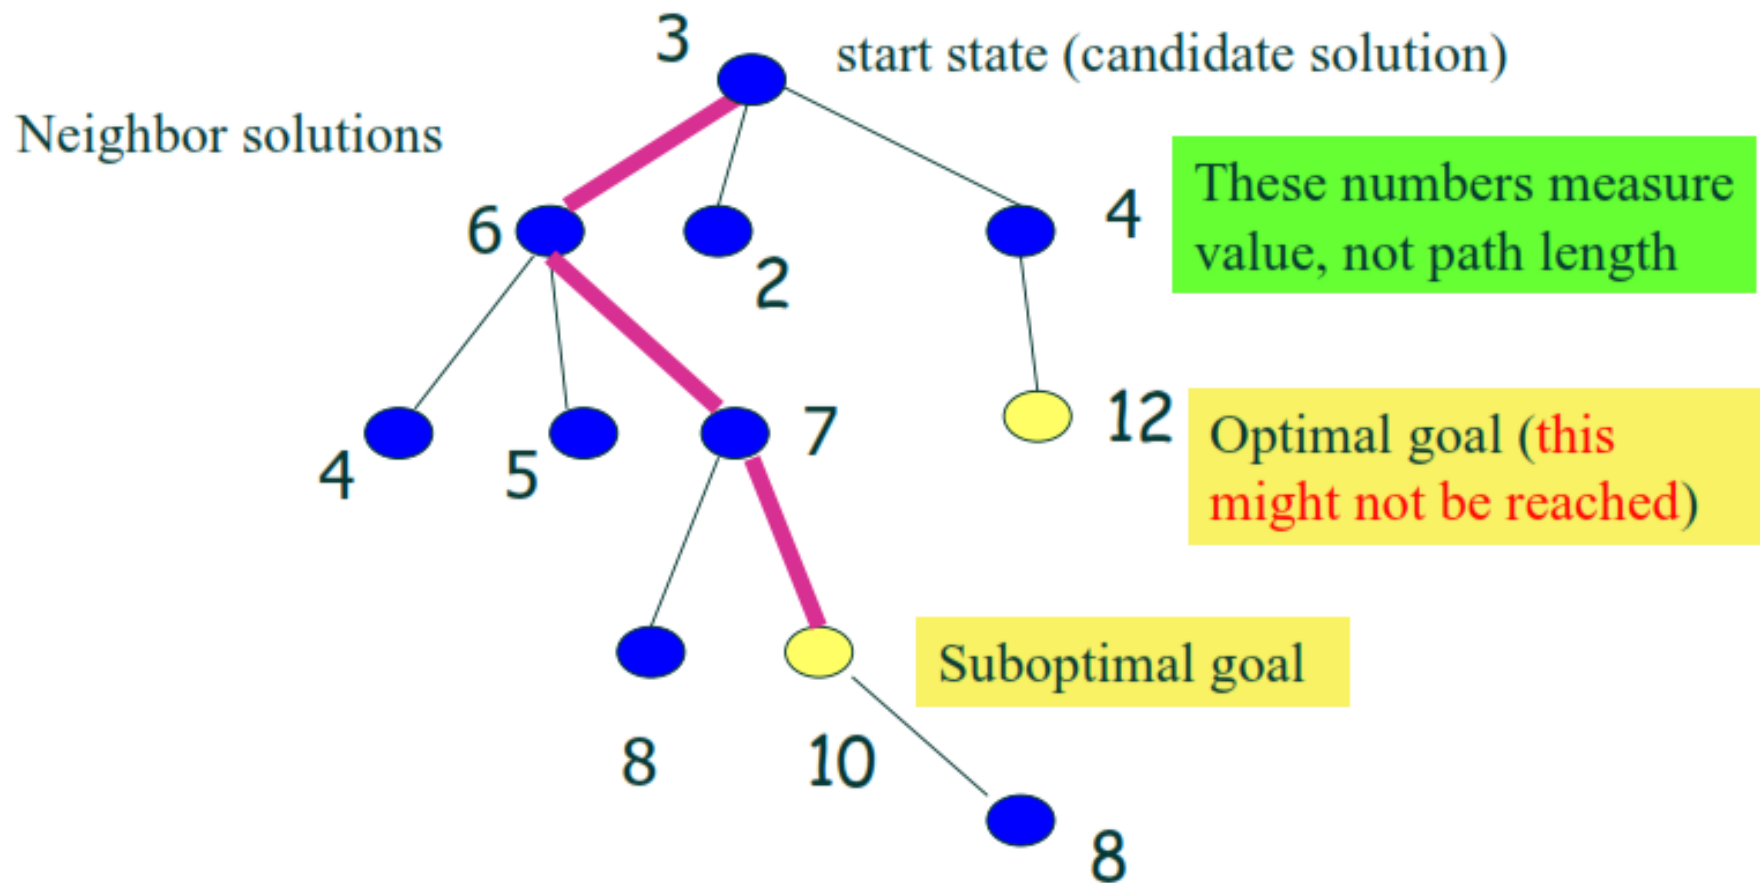 3
start state (candidate solution)
Neighbor solutions
These numbers measure
value, not path length
6
2
4
4
5
7
12
Optimal goal (this
might not be reached)
Suboptimal goal
8
10
8